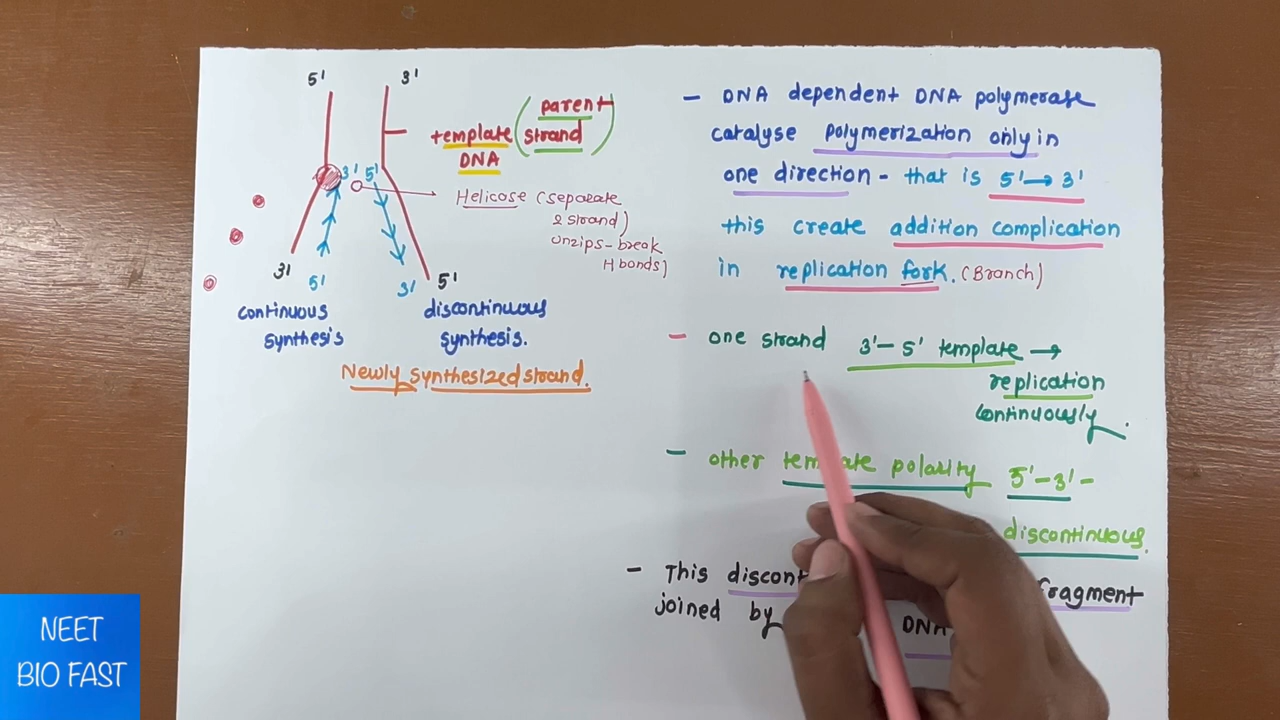 5' 3'
template (parent strand)
DNA
3' 5'
Helicose (separate
2 strand)
unzips - break
H bonds)
3' 5' 3' 5'
continuous synthesis
discontinuous synthesis.
Newly synthesized strand.
- DNA dependent DNA polymerase
catalyse polymerization only in
one direction - that is 5' → 3'
this create addition complication
in replication fork. (Branch)
- one strand 3'- 5' template →
replication
continuously.
- other template polarity 5'-3'-
discontinuous.
- This fragment
joined by DNA
NEET
BIO FAST